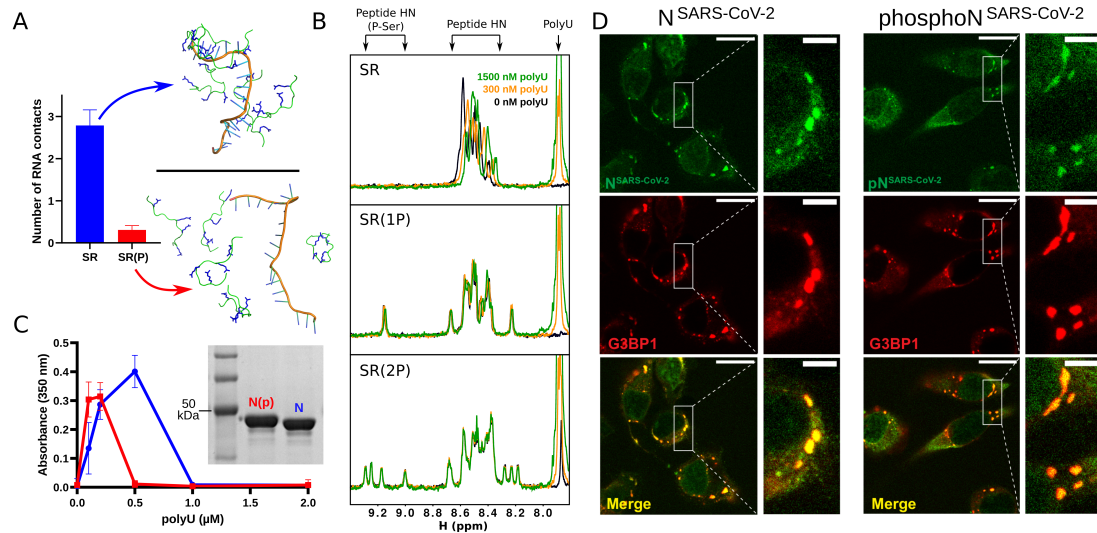 A
Number of RNA contacts
3
2
1
0
SR
SR(P)
B
Peptide HN
(P-Ser)
Peptide HN
PolyU
SR
1500 nM polyU
300 nM polyU
0 nM polyU
SR(1P)
SR(2P)
9.2
9.0
8.8
8.6
8.4
8.2
8.0
H (ppm)
C
Absorbance (350 nm)
0.5
0.4
0.3
0.2
0.1
0.0
0.0
0.5
1.0
1.5
2.0
polyU (µM)
50
kDa
N(p)
N
D
N SARS-CoV-2
phosphoN SARS-CoV-2
N SARS-CoV-2
pN SARS-CoV-2
G3BP1
G3BP1
Merge
Merge